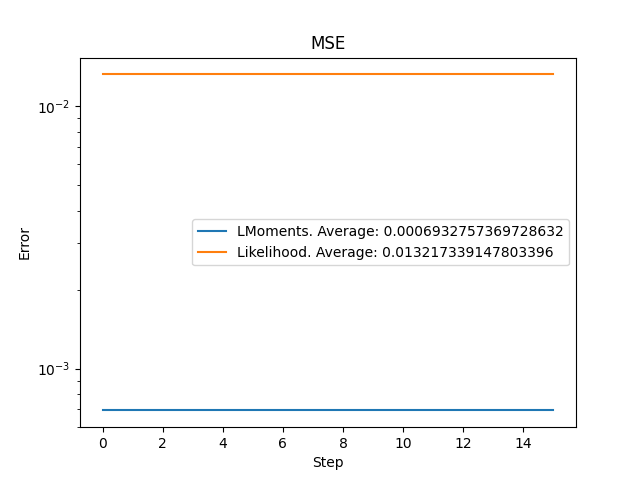 MSE
10⁻²
Error
LMoments. Average: 0.0006932757369728632
Likelihood. Average: 0.013217339147803396
10⁻³
0 2 4 6 8 10 12 14
Step